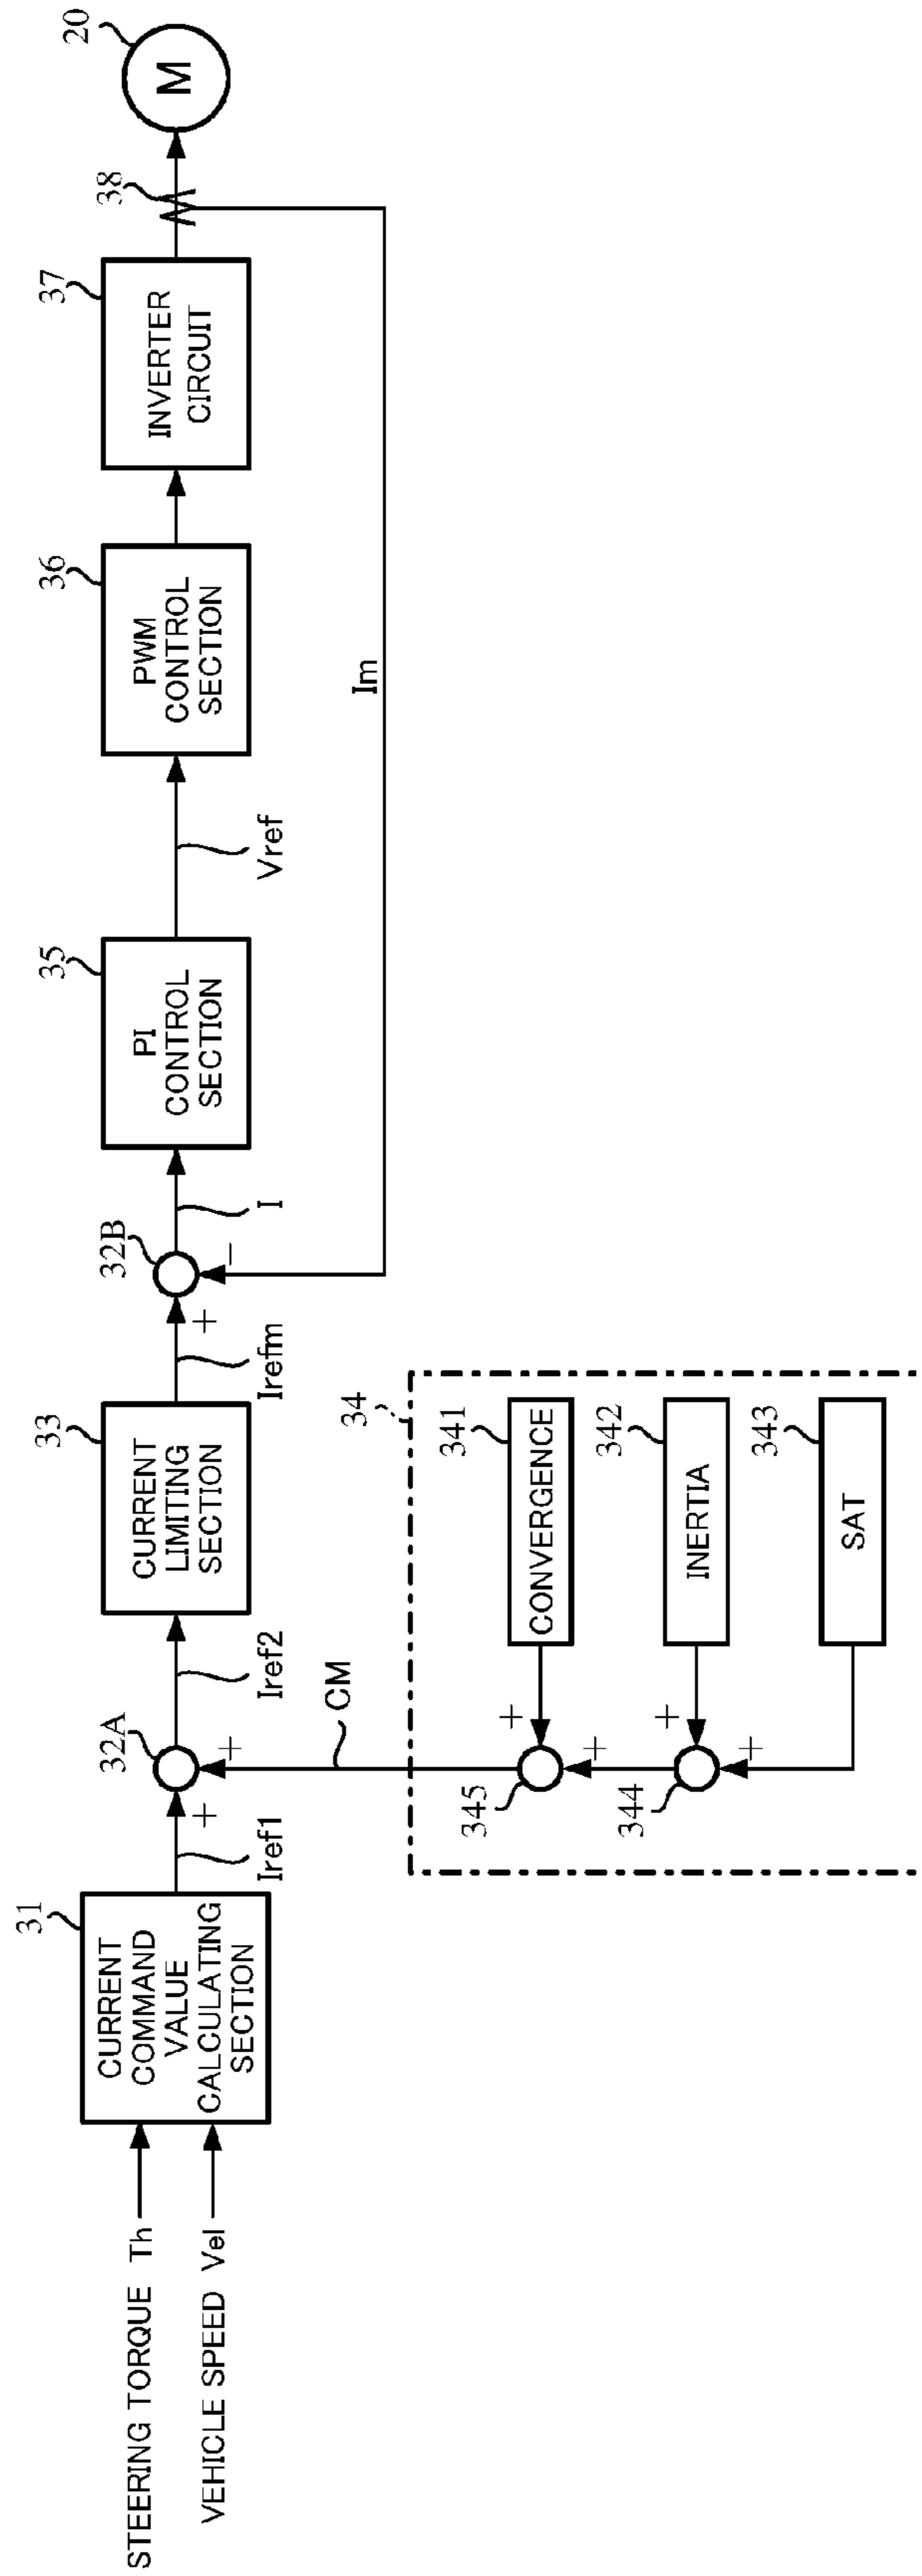 STEERING TORQUE Th
VEHICLE SPEED Vel
31
CURRENT
COMMAND
VALUE
CALCULATING
SECTION
Iref1
+
32A
+
Iref2
CM
33
CURRENT
LIMITING
SECTION
Irefm
+
32B
−
I
35
PI
CONTROL
SECTION
Vref
36
PWM
CONTROL
SECTION
37
INVERTER
CIRCUIT
38
20
M
Im
34
341
CONVERGENCE
+
345
+
342
INERTIA
+
344
+
343
SAT